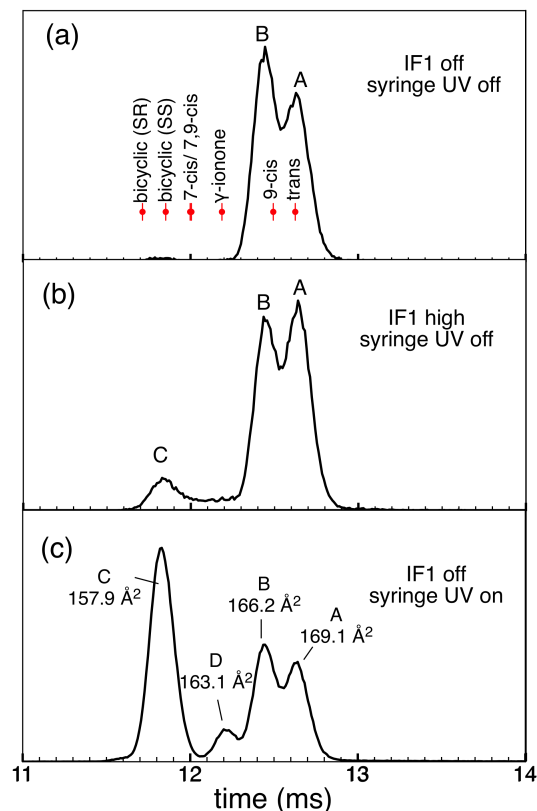 (a)
B
A
IF1 off
syringe UV off
bicyclic (SR)
bicyclic (SS)
7-cis/ 7,9-cis
γ-ionone
9-cis
trans
(b)
B
A
IF1 high
syringe UV off
C
(c)
C
157.9 Å²
B
166.2 Å²
A
169.1 Å²
D
163.1 Å²
IF1 off
syringe UV on
11
12
13
14
time (ms)